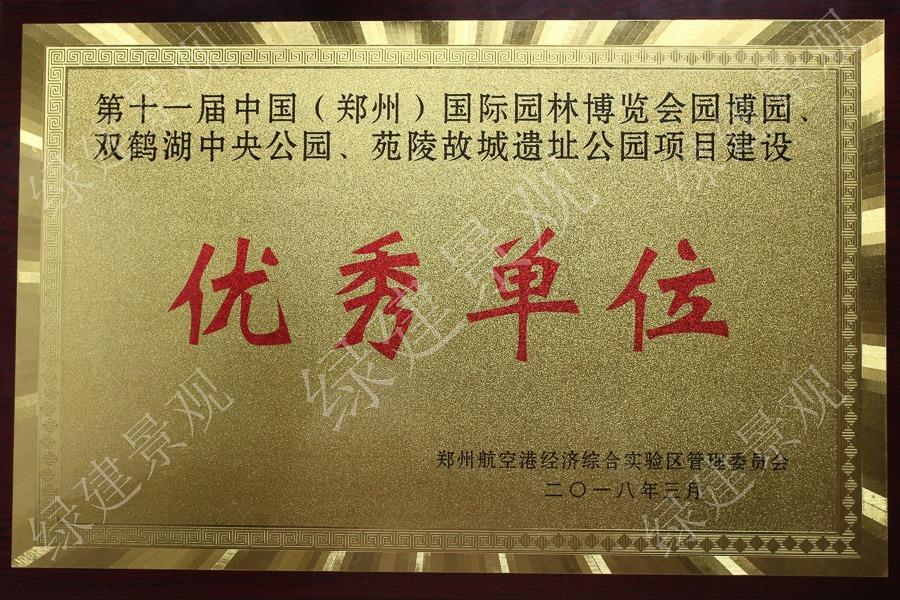 第十一届中国（郑州）国际园林博览会园博园、
双鹤湖中央公园、苑陵故城遗址公园项目建设
优秀单位
郑州航空港经济综合实验区管理委员会
二〇一八年三月
绿建景观
绿建景观
绿建景观
绿建景观
绿建景观